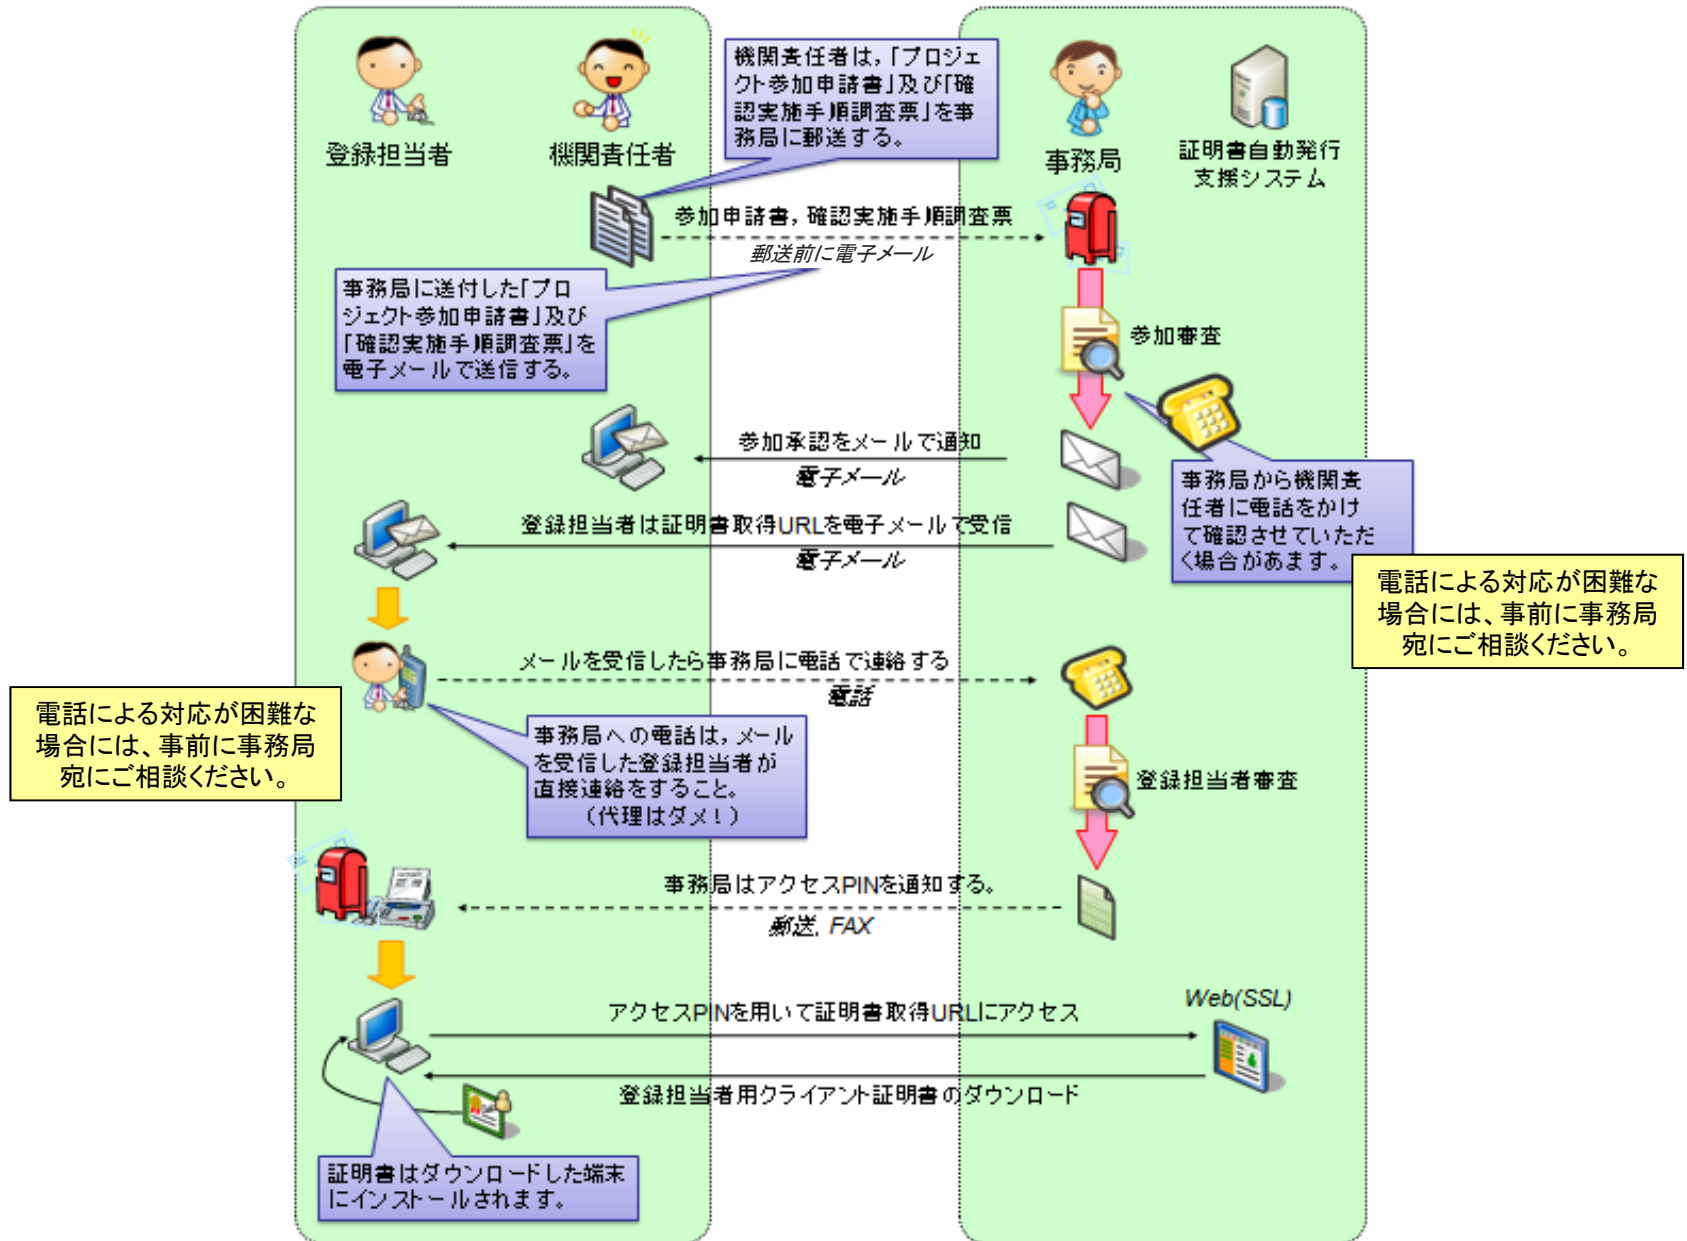 登録担当者
機関責任者
機関責任者は，「プロジェ
クト参加申請書」及び「確
認実施手順調査票」を事
務局に郵送する。
事務局
証明書自動発行
支援システム
参加申請書，確認実施手順調査票
郵送前に電子メール
事務局に送付した「プロ
ジェクト参加申請書」及び
「確認実施手順調査票」を
電子メールで送信する。
参加審査
参加承認をメールで通知
電子メール
事務局から機関責
任者に電話をかけ
て確認させていただ
く場合があます。
登録担当者は証明書取得URLを電子メールで受信
電子メール
電話による対応が困難な
場合には、事前に事務局
宛にご相談ください。
メールを受信したら事務局に電話で連絡する
電話
電話による対応が困難な
場合には、事前に事務局
宛にご相談ください。
事務局への電話は，メール
を受信した登録担当者が
直接連絡をすること。
（代理はダメ！）
登録担当者審査
事務局はアクセスPINを通知する。
郵送, FAX
Web(SSL)
アクセスPINを用いて証明書取得URLにアクセス
登録担当者用クライアント証明書のダウンロード
証明書はダウンロードした端末
にインストールされます。